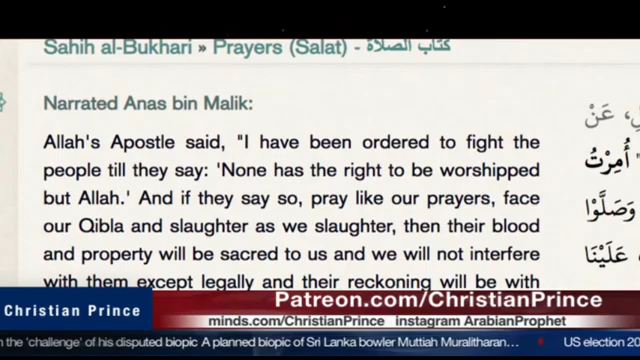 Sahih al-Bukhari » Prayers (Salat) - كتاب الصلاة
Narrated Anas bin Malik:
Allah's Apostle said, "I have been ordered to fight the
people till they say: 'None has the right to be worshipped
but Allah.' And if they say so, pray like our prayers, face
our Qibla and slaughter as we slaughter, then their blood
and property will be sacred to us and we will not interfere
with them except legally and their reckoning will be with
عَنْ
أُمِرْتُ
وَصَلَّوْا
عَلَيْنَا
Christian Prince
Patreon.com/ChristianPrince
minds.com/ChristianPrince instagram ArabianProphet
the 'challenge' of his disputed biopic A planned biopic of Sri Lanka bowler Muttiah Muralitharan… US election 20